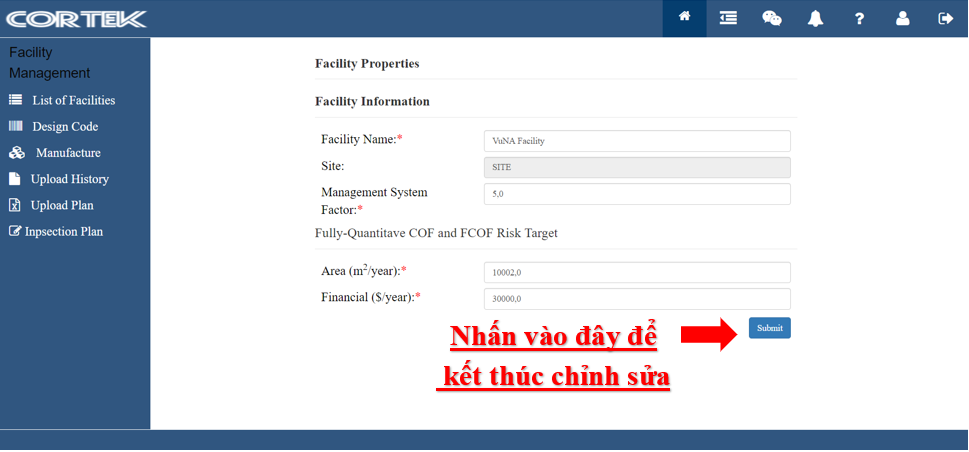 CORTEK
?
Facility
Management
List of Facilities
Design Code
Manufacture
Upload History
Upload Plan
Inpsection Plan
Facility Properties
Facility Information
Facility Name:*
VuNA Facility
Site:
SITE
Management System
Factor:*
5,0
Fully-Quantitave COF and FCOF Risk Target
Area (m²/year):*
10002,0
Financial ($/year):*
30000,0
Submit
Nhấn vào đây để
kết thúc chỉnh sửa